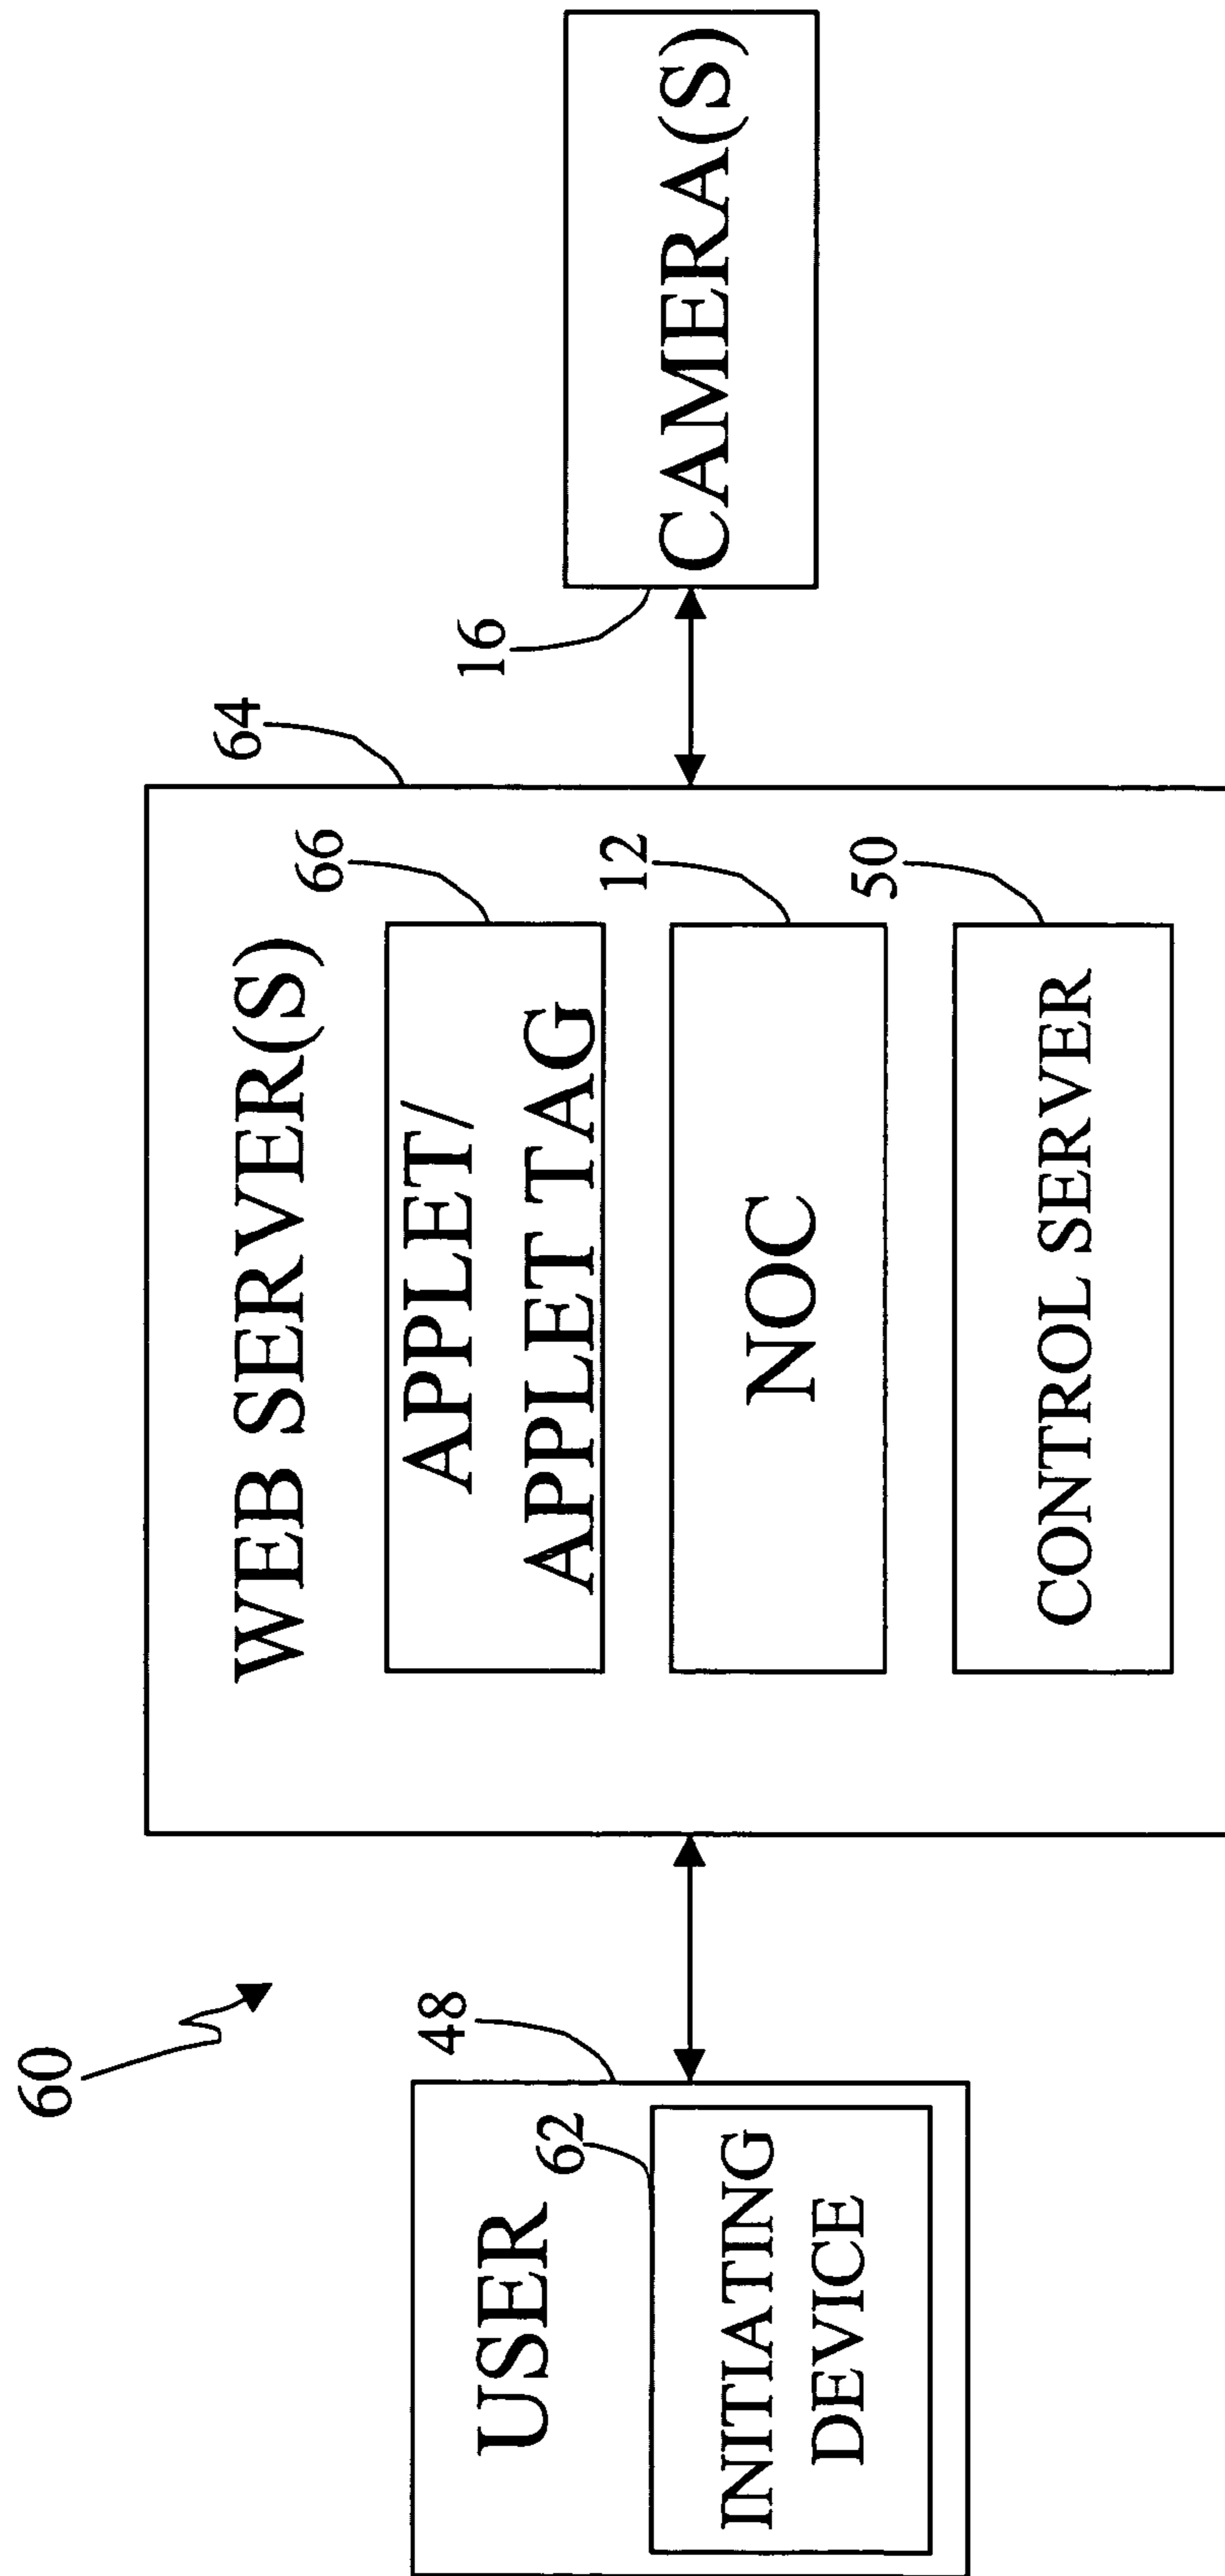 60
USER
48
62
INITIATING
DEVICE
WEB SERVER(S)
64
APPLET/
APPLET TAG
66
NOC
12
CONTROL SERVER
50
16
CAMERA(S)